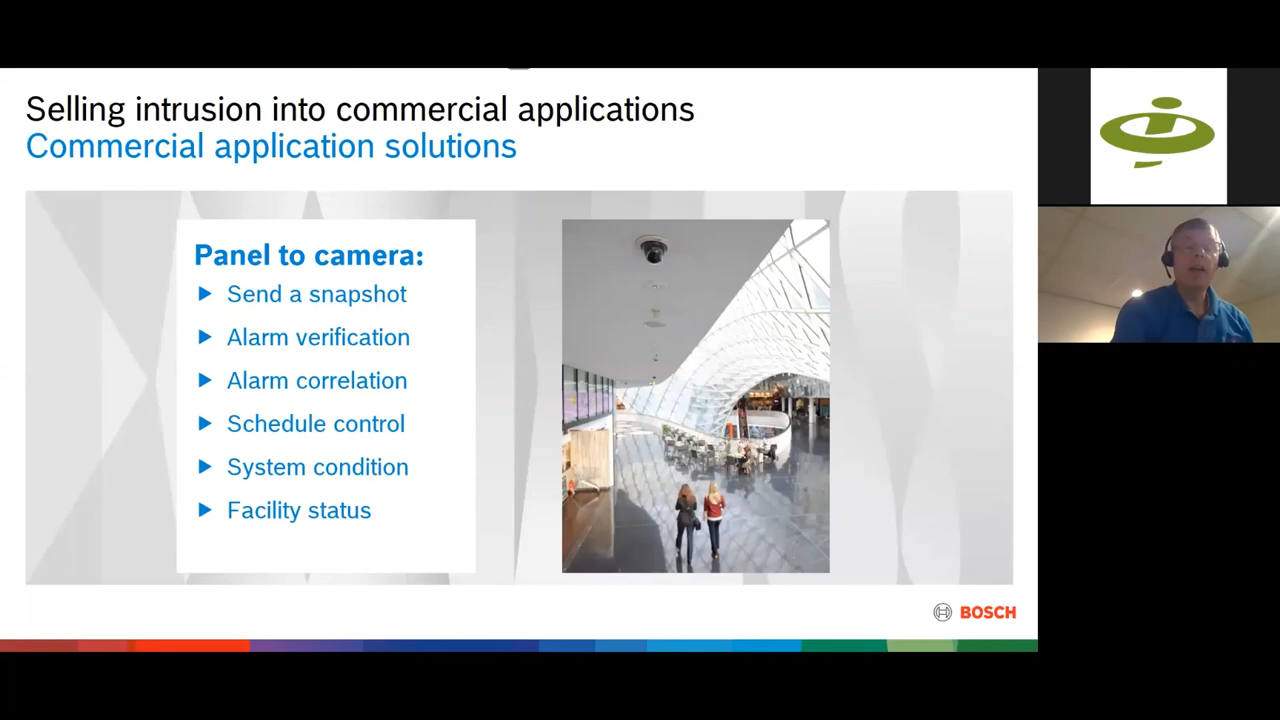 Selling intrusion into commercial applications
Commercial application solutions
Panel to camera:
Send a snapshot
Alarm verification
Alarm correlation
Schedule control
System condition
Facility status
BOSCH